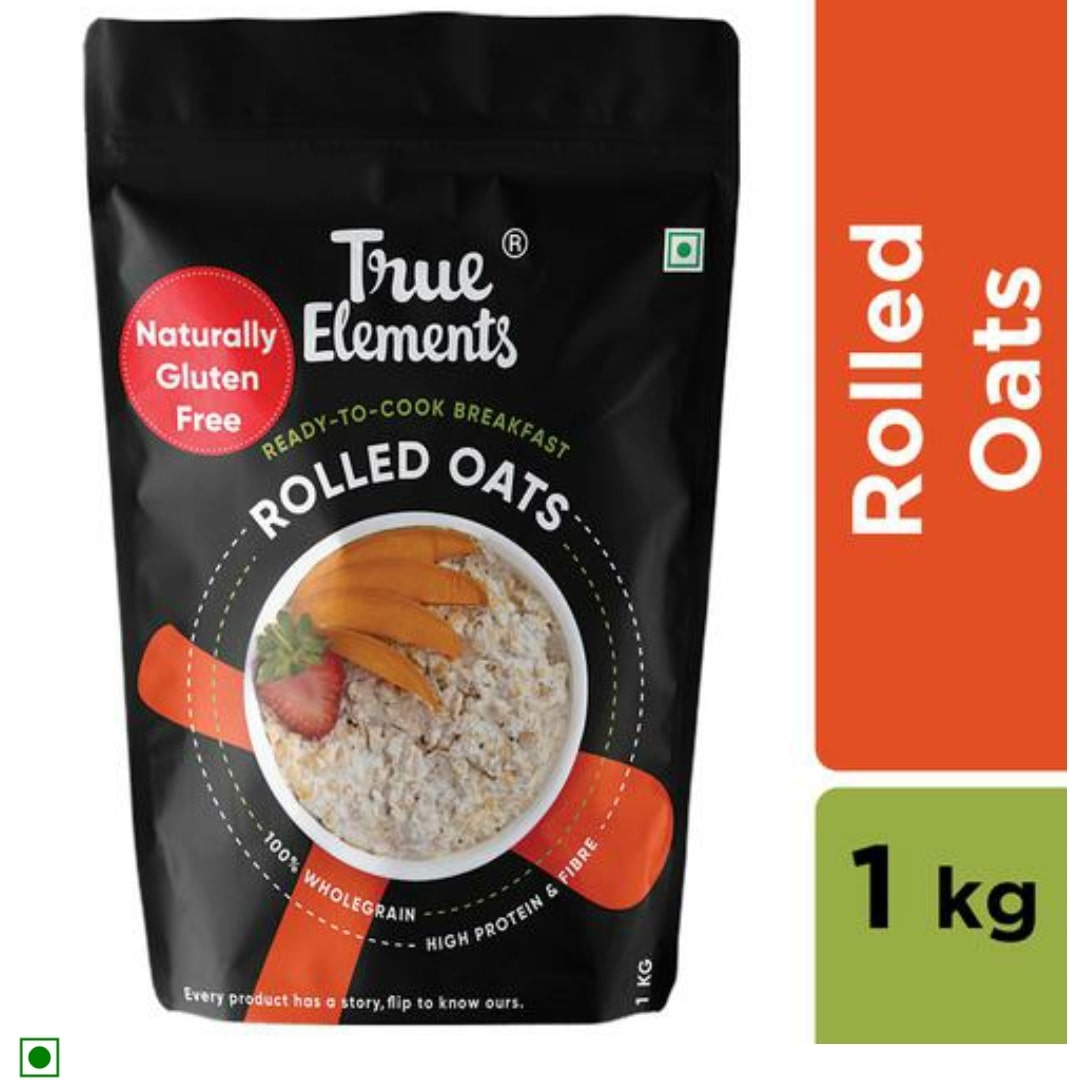 True ®
Elements
Naturally
Gluten
Free
READY-TO-COOK BREAKFAST
ROLLED OATS
100% WHOLEGRAIN
HIGH PROTEIN & FIBRE
Every product has a story, flip to know ours.
1 KG
Rolled
Oats
1 kg